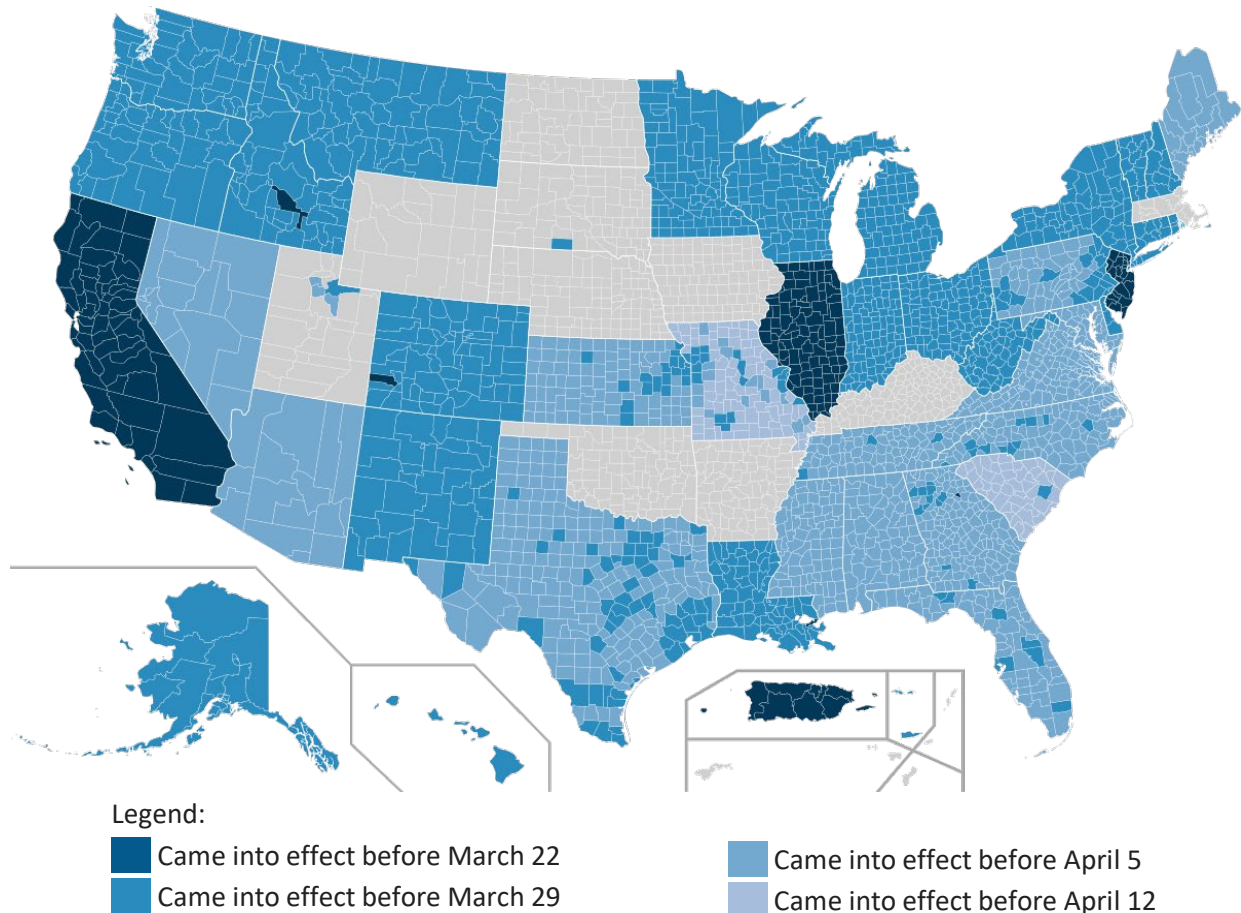 Legend:
Came into effect before March 22
Came into effect before March 29
Came into effect before April 5
Came into effect before April 12